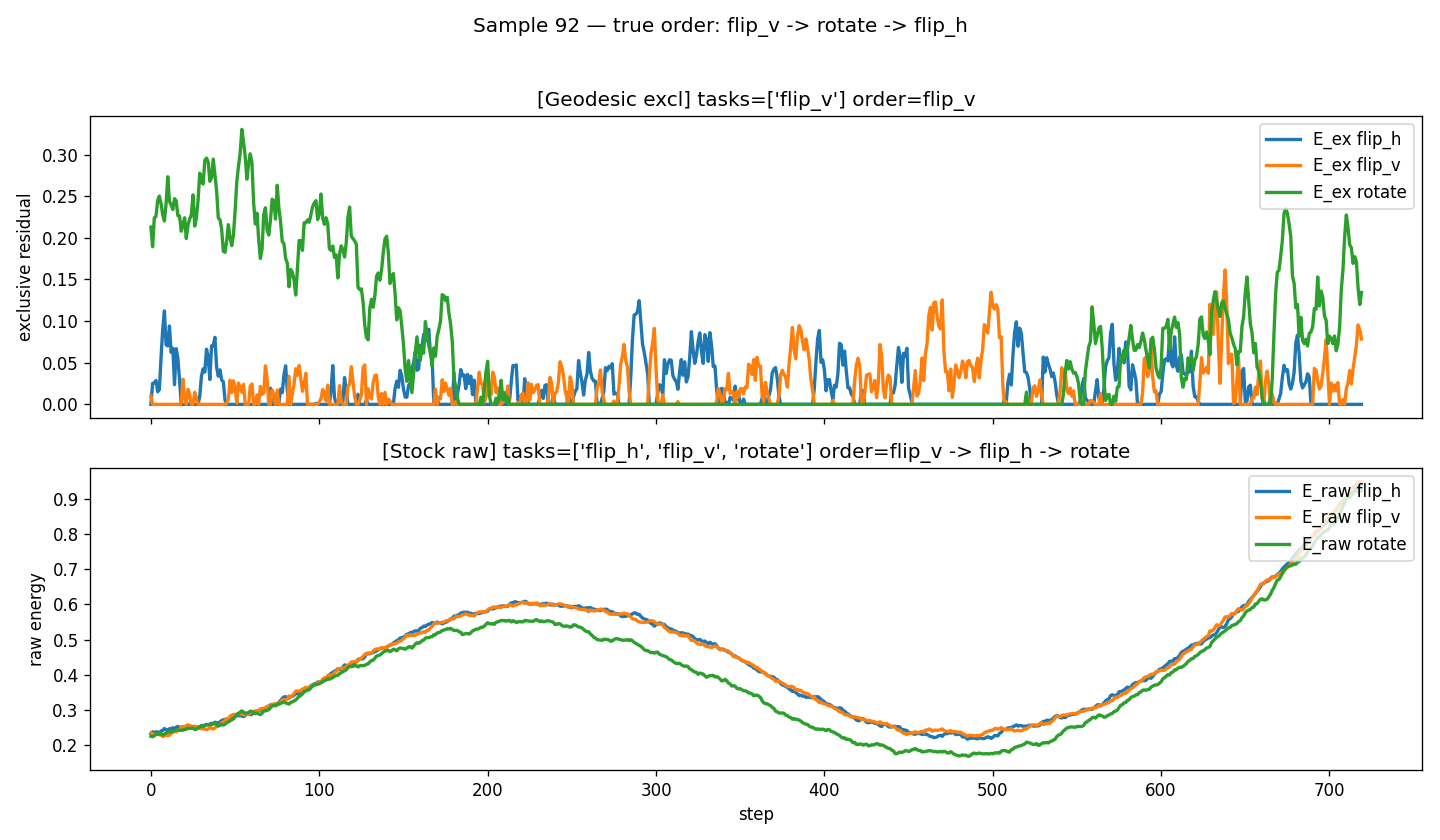 Sample 92 — true order: flip_v -> rotate -> flip_h
[Geodesic excl] tasks=['flip_v'] order=flip_v
exclusive residual
0.30
0.25
0.20
0.15
0.10
0.05
0.00
E_ex flip_h
E_ex flip_v
E_ex rotate
[Stock raw] tasks=['flip_h', 'flip_v', 'rotate'] order=flip_v -> flip_h -> rotate
raw energy
0.9
0.8
0.7
0.6
0.5
0.4
0.3
0.2
E_raw flip_h
E_raw flip_v
E_raw rotate
0 100 200 300 400 500 600 700
step